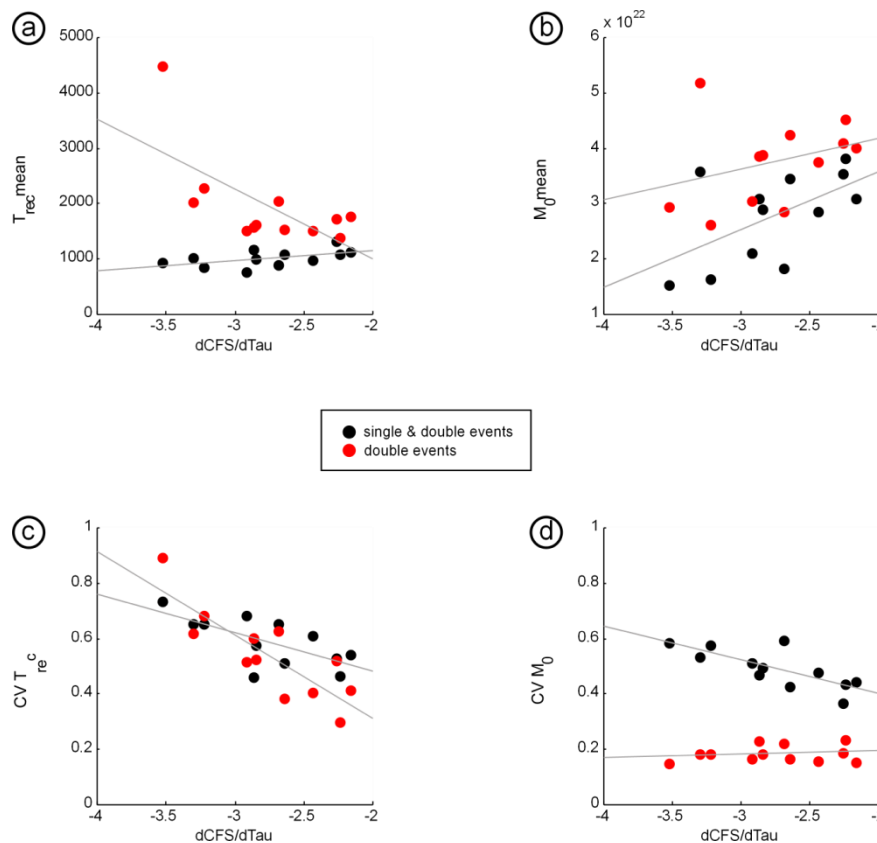 a
5000
4000
3000
2000
1000
0
T_rec mean
-4
-3.5
-3
-2.5
-2
dCFS/dTau
b
x 10^22
6
5
4
3
2
1
M_0 mean
-4
-3.5
-3
-2.5
-2
dCFS/dTau
single & double events
double events
c
1
0.8
0.6
0.4
0.2
0
CV T_re^c
-4
-3.5
-3
-2.5
-2
dCFS/dTau
d
1
0.8
0.6
0.4
0.2
0
CV M_0
-4
-3.5
-3
-2.5
-2
dCFS/dTau